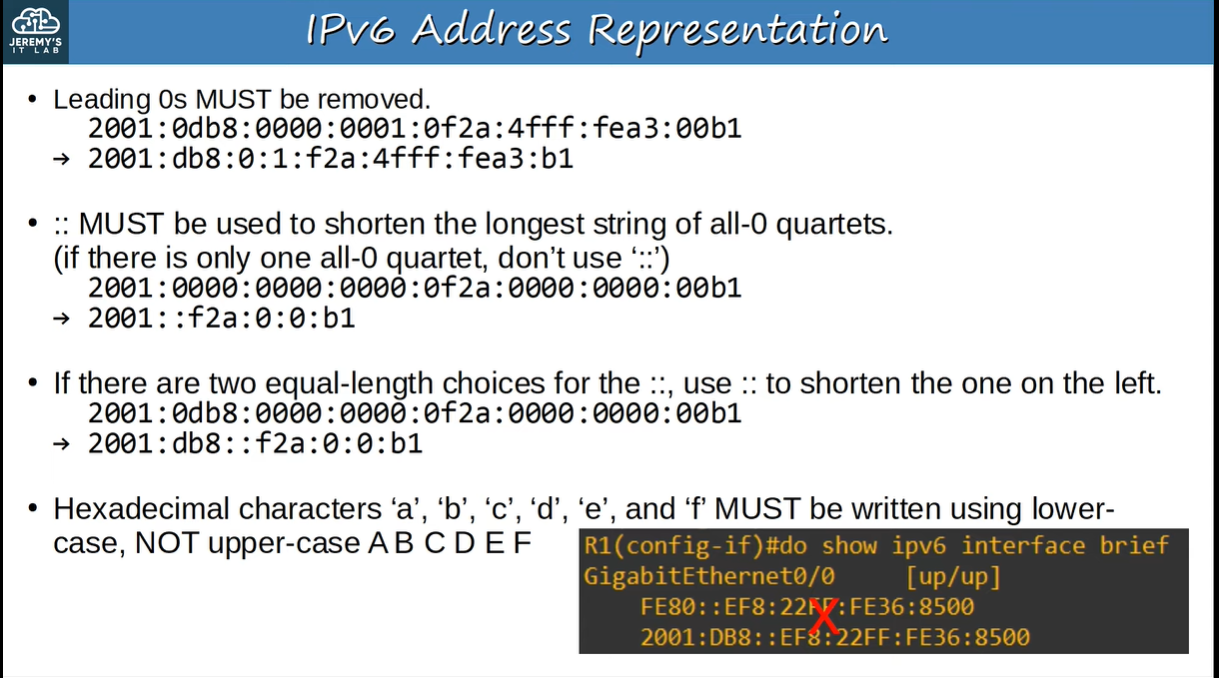 JEREMY'S
IT LAB
IPv6 Address Representation
• Leading 0s MUST be removed.
2001:0db8:0000:0001:0f2a:4fff:fea3:00b1
→ 2001:db8:0:1:f2a:4fff:fea3:b1
• :: MUST be used to shorten the longest string of all-0 quartets.
(if there is only one all-0 quartet, don't use ‘::’)
2001:0000:0000:0000:0f2a:0000:0000:00b1
→ 2001::f2a:0:0:b1
• If there are two equal-length choices for the ::, use :: to shorten the one on the left.
2001:0db8:0000:0000:0f2a:0000:0000:00b1
→ 2001:db8::f2a:0:0:b1
• Hexadecimal characters ‘a’, ‘b’, ‘c’, ‘d’, ‘e’, and ‘f’ MUST be written using lower-
case, NOT upper-case A B C D E F
R1(config-if)#do show ipv6 interface brief
GigabitEthernet0/0 [up/up]
FE80::EF8:22FF:FE36:8500
2001:DB8::EF8:22FF:FE36:8500